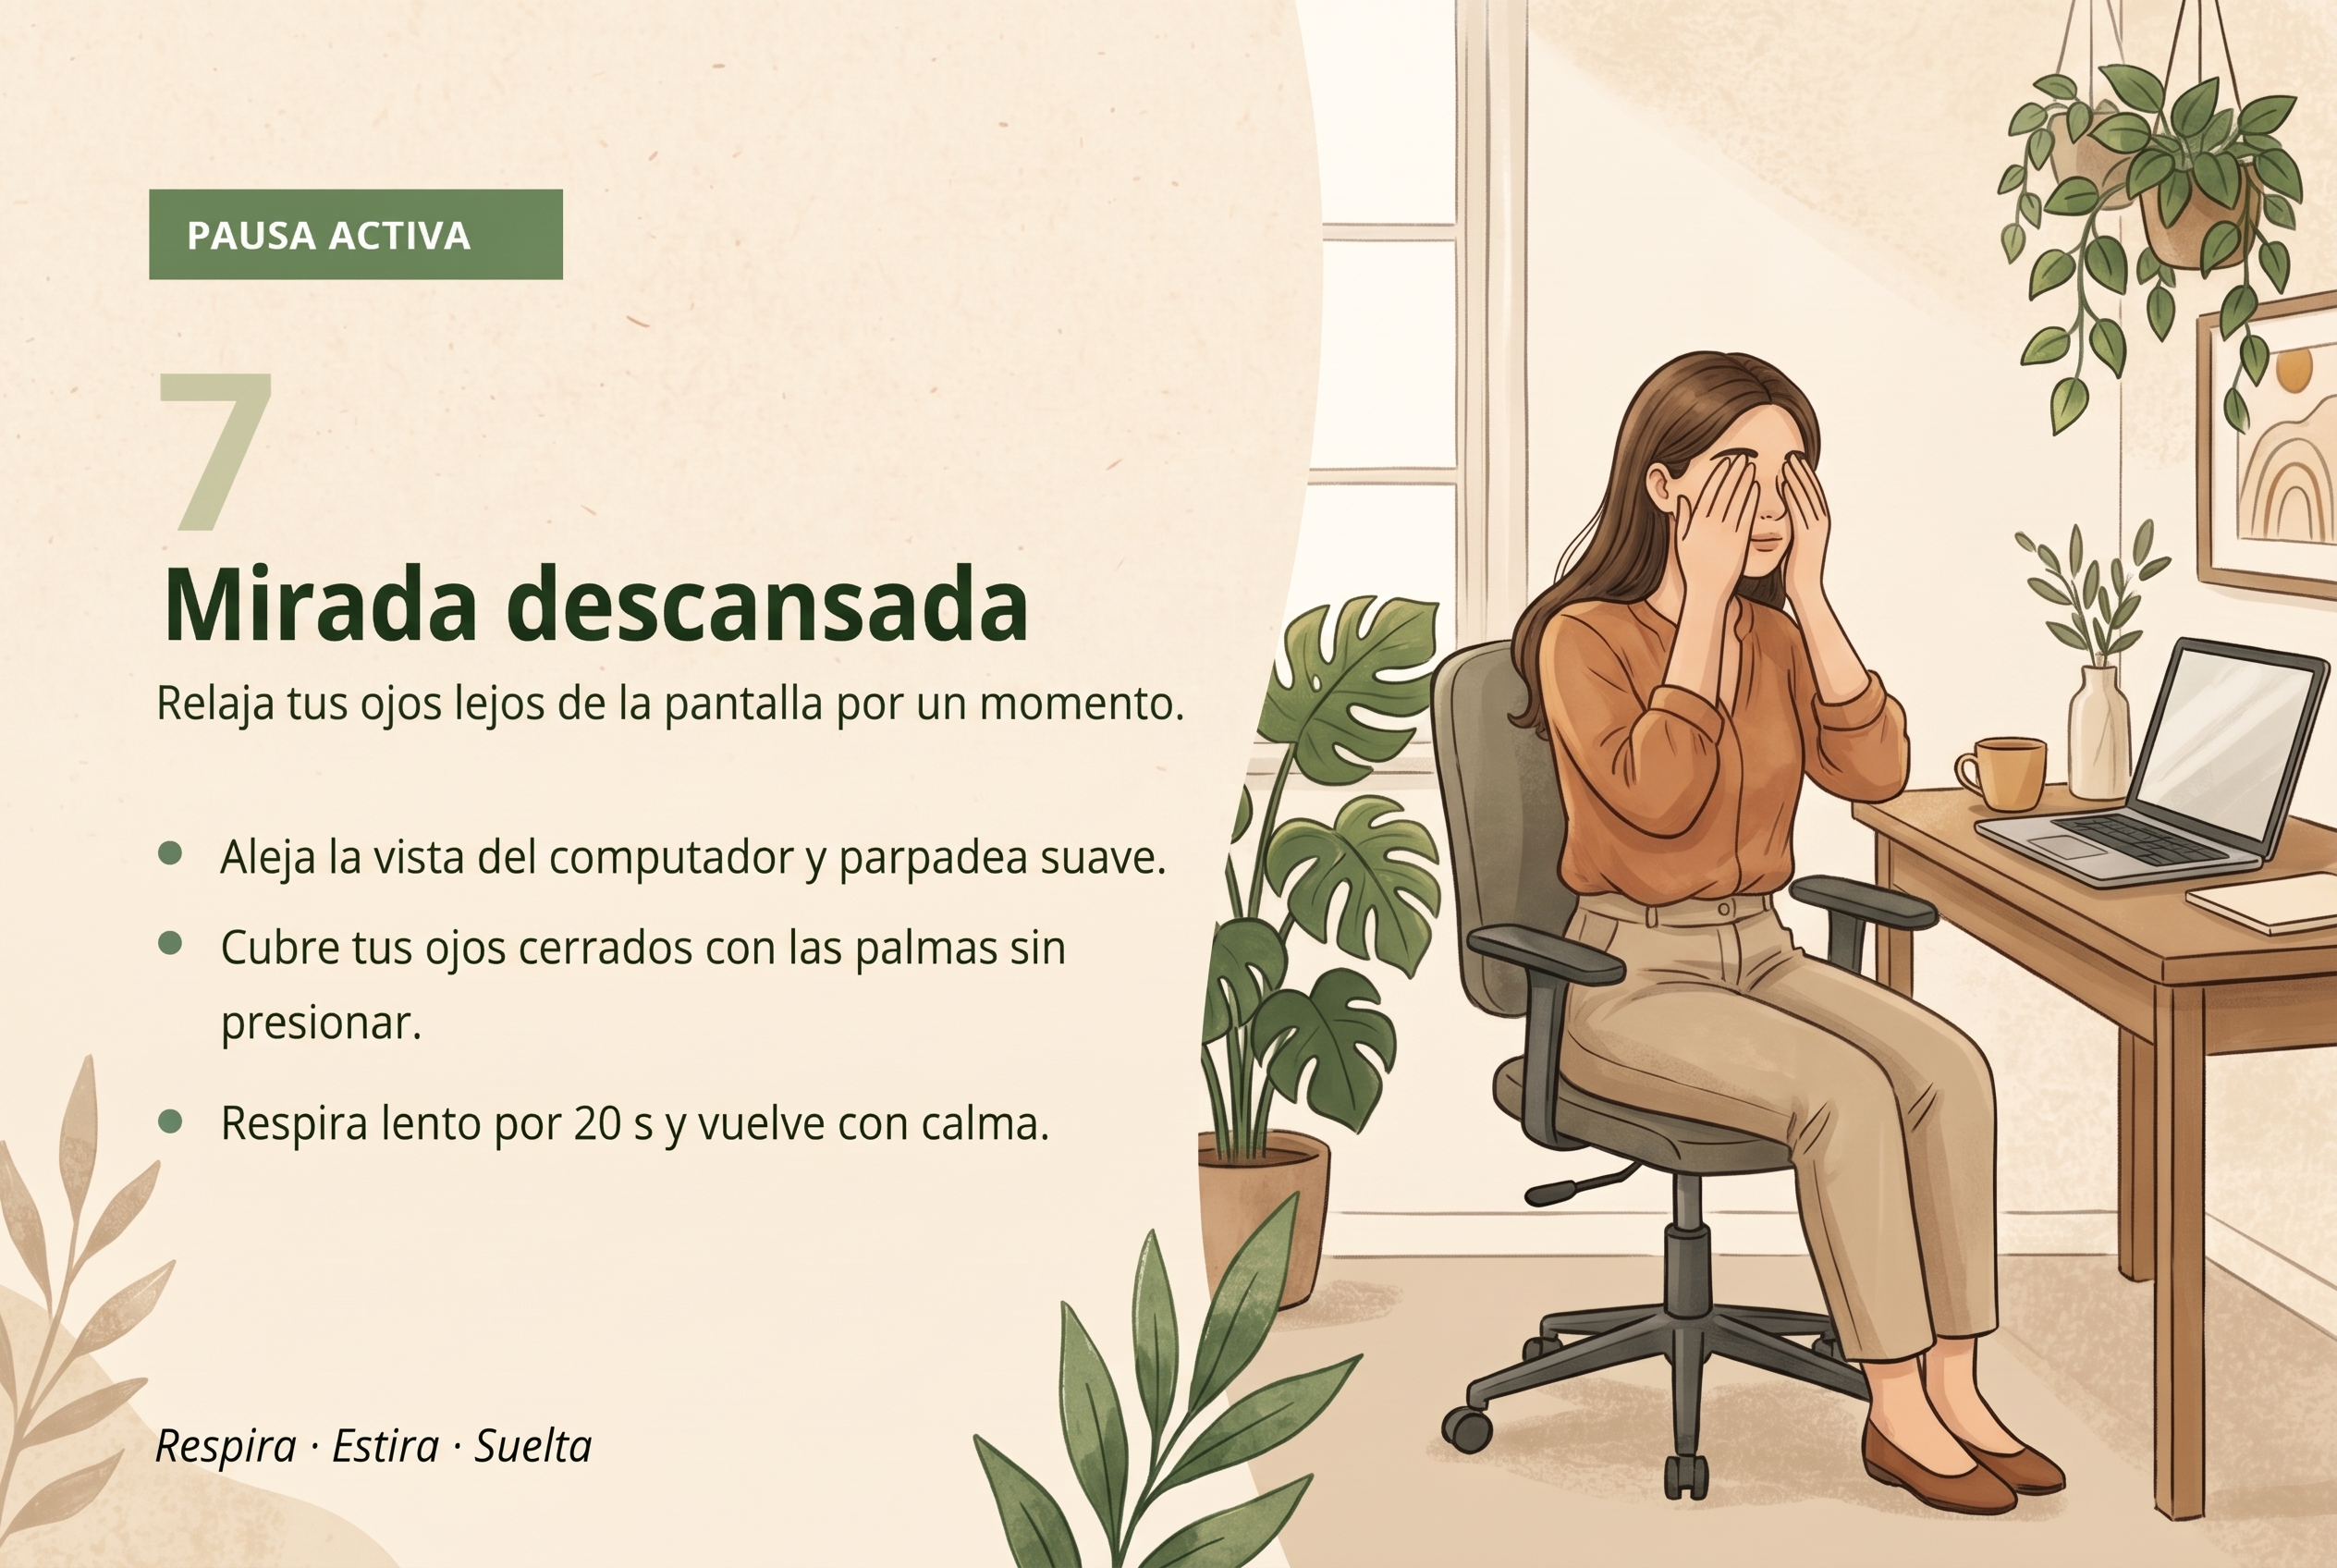 PAUSA ACTIVA
7
Mirada descansada
Relaja tus ojos lejos de la pantalla por un momento.
● Aleja la vista del computador y parpadea suave.
● Cubre tus ojos cerrados con las palmas sin
presionar.
● Respira lento por 20 s y vuelve con calma.
Respira · Estira · Suelta